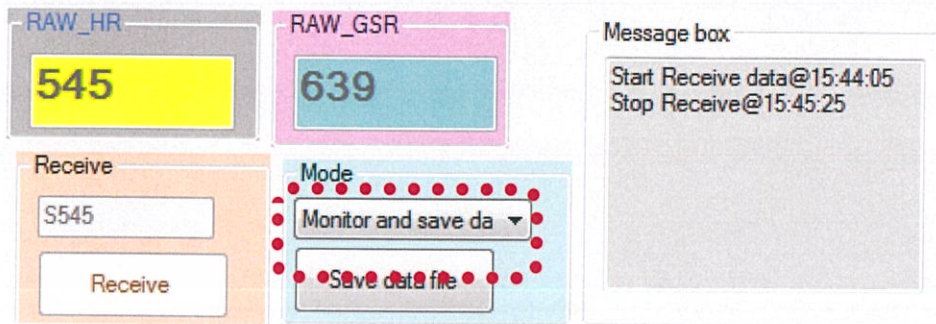 RAW_HR
545
RAW_GSR
639
Message box
Start Receive data@15:44:05
Stop Receive@15:45:25
Receive
S545
Receive
Mode
Monitor and save da
Save data file